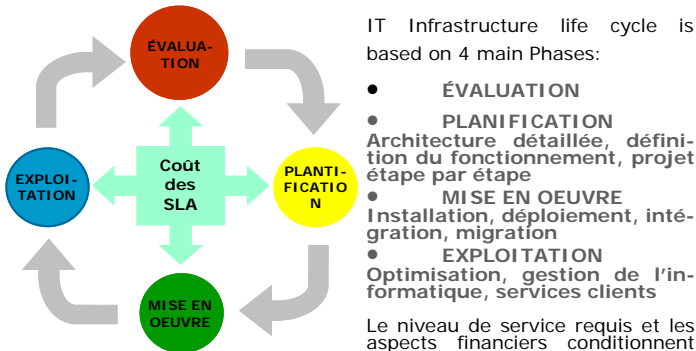 ÉVALUA-
TION
EXPLOI-
TATION
Coût
des
SLA
PLANTI-
FICATIO
N
MISE EN
OEUVRE
IT Infrastructure life cycle is
based on 4 main Phases:
● ÉVALUATION
● PLANIFICATION
Architecture détaillée, défini-
tion du fonctionnement, projet
étape par étape
● MISE EN OEUVRE
Installation, déploiement, inté-
gration, migration
● EXPLOITATION
Optimisation, gestion de l'in-
formatique, services clients
Le niveau de service requis et les
aspects financiers conditionnent